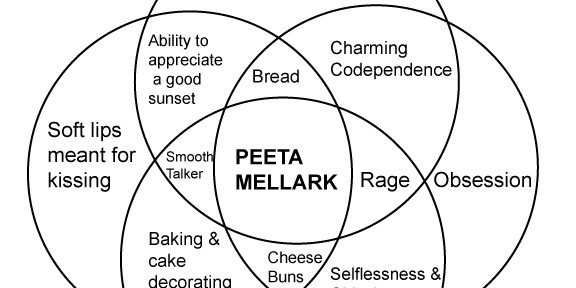 Ability to
appreciate
a good
sunset
Bread
Charming
Codependence
Soft lips
meant for
kissing
Smooth
Talker
PEETA
MELLARK
Rage
Obsession
Baking &
cake
decorating
Cheese
Buns
Selflessness &